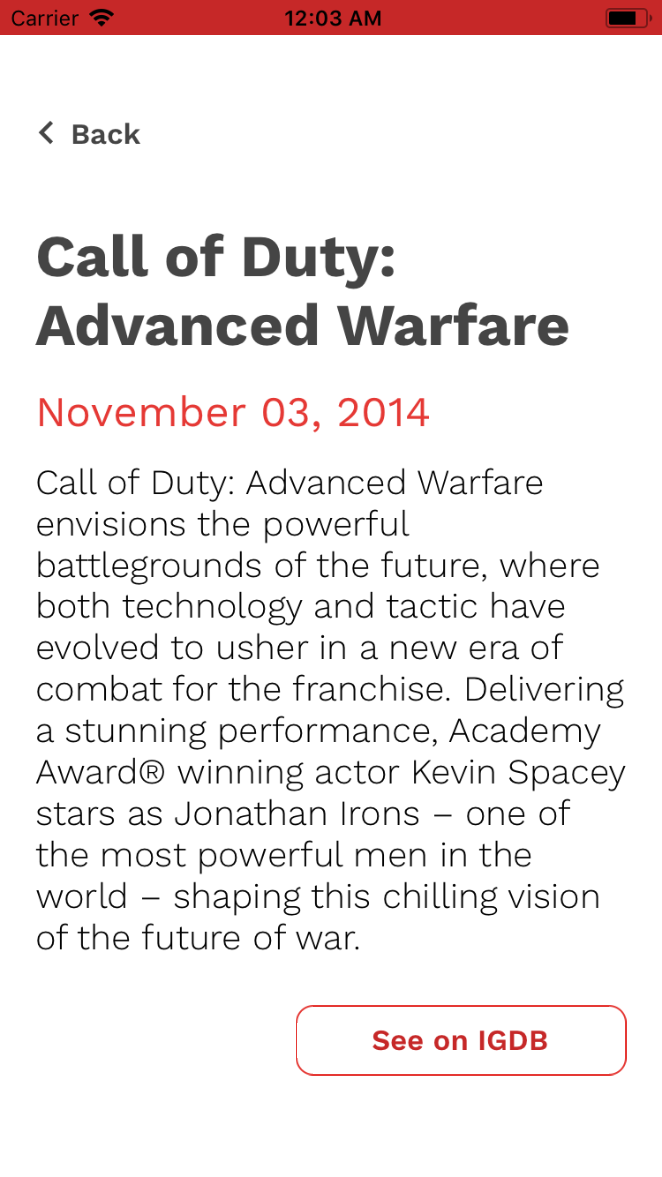 Carrier 12:03 AM
Back
Call of Duty:
Advanced Warfare
November 03, 2014
Call of Duty: Advanced Warfare
envisions the powerful
battlegrounds of the future, where
both technology and tactic have
evolved to usher in a new era of
combat for the franchise. Delivering
a stunning performance, Academy
Award® winning actor Kevin Spacey
stars as Jonathan Irons – one of
the most powerful men in the
world – shaping this chilling vision
of the future of war.
See on IGDB